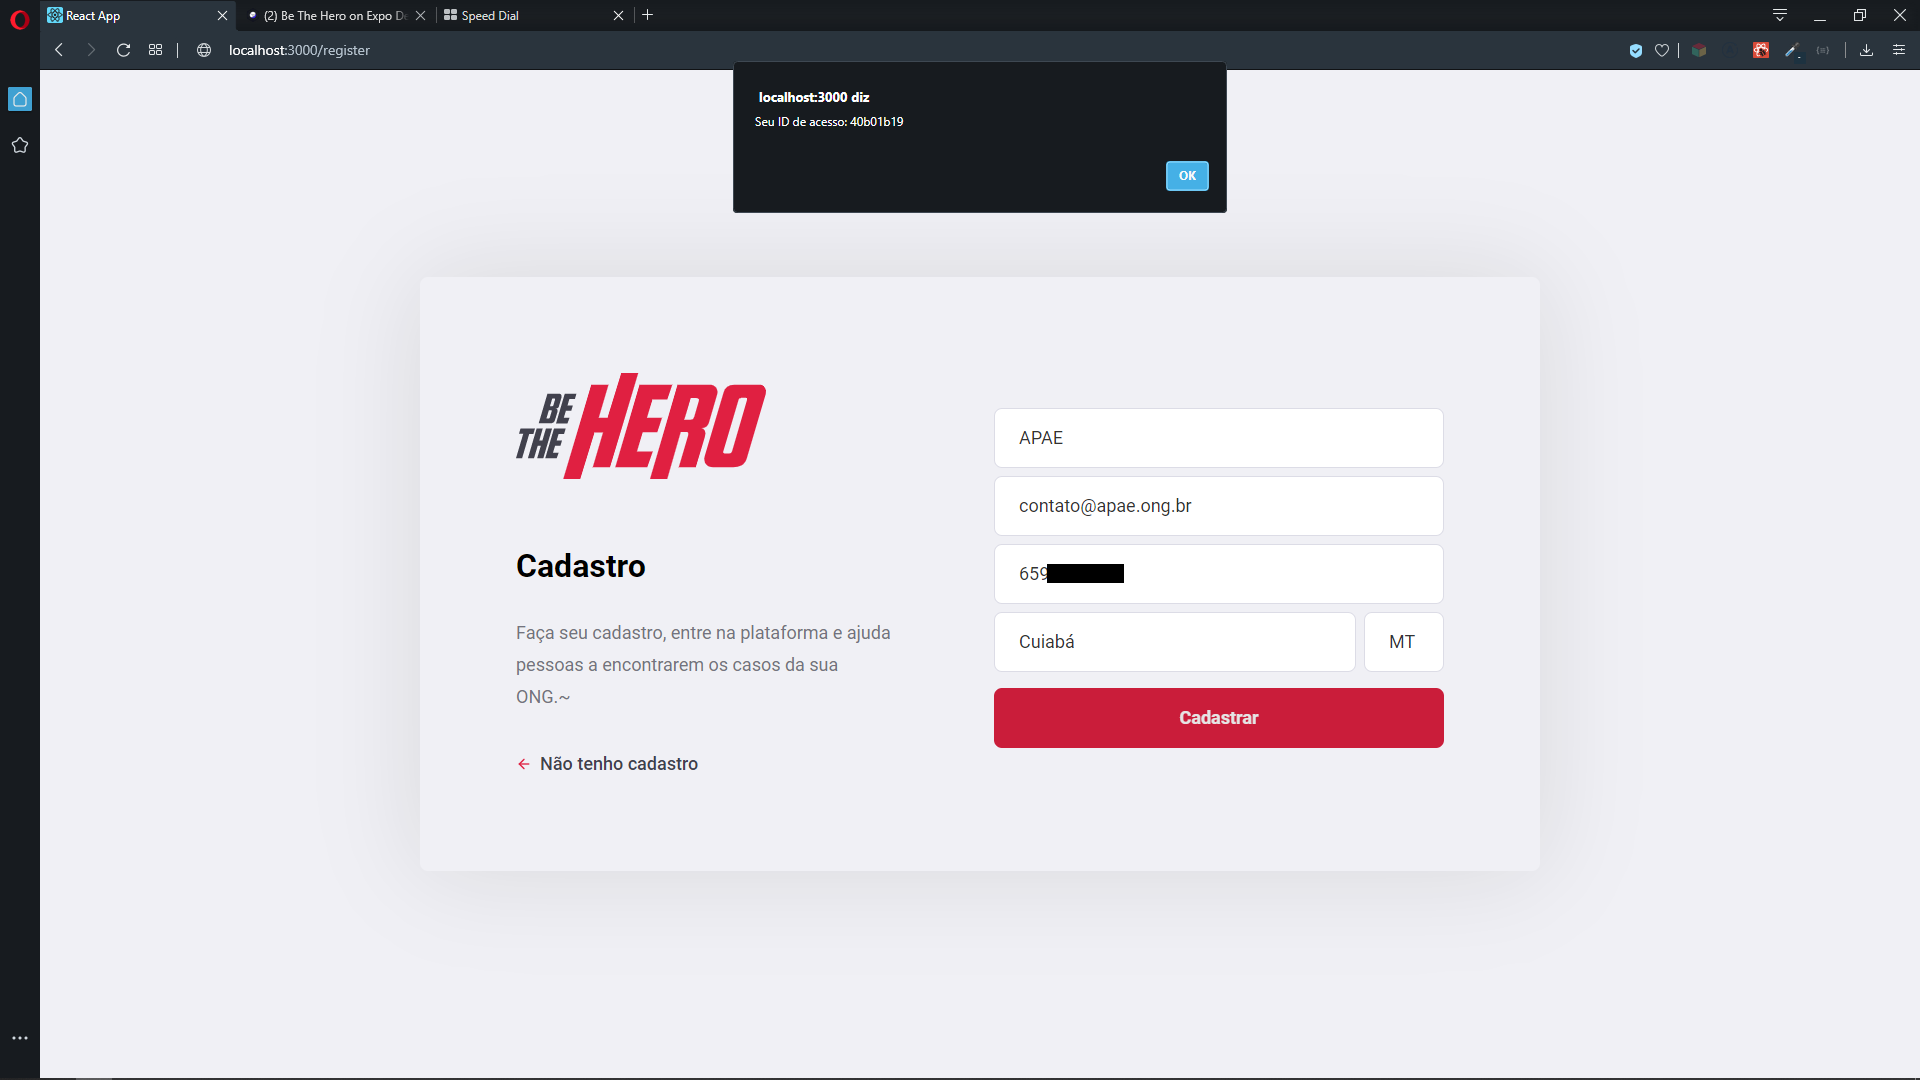 React App
(2) Be The Hero on Expo De
Speed Dial
localhost:3000/register
localhost:3000 diz
Seu ID de acesso: 40b01b19
OK
BE
THE
HERO
Cadastro
Faça seu cadastro, entre na plataforma e ajuda
pessoas a encontrarem os casos da sua
ONG.~
Não tenho cadastro
APAE
contato@apae.ong.br
659
Cuiabá
MT
Cadastrar